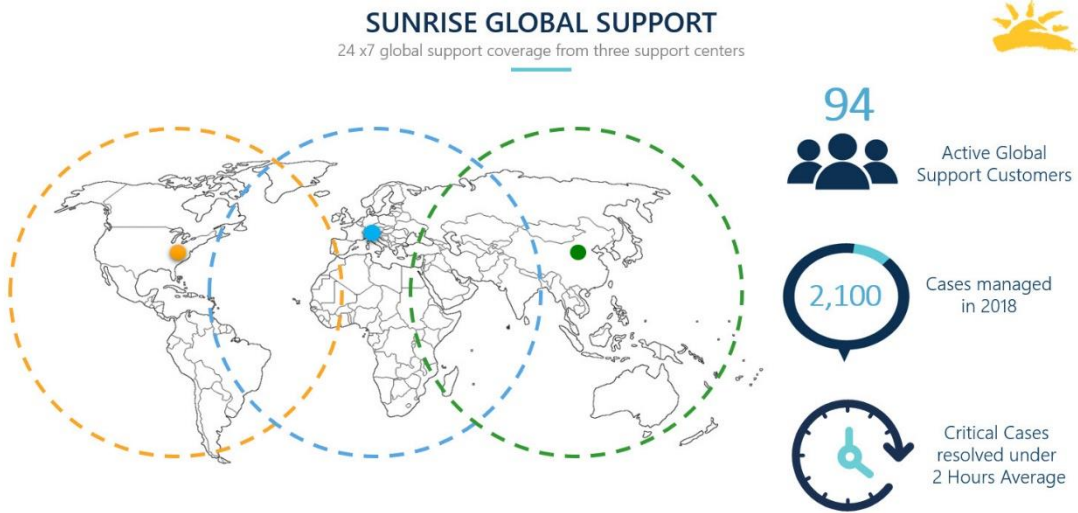 SUNRISE GLOBAL SUPPORT
24 x7 global support coverage from three support centers
94
Active Global
Support Customers
2,100
Cases managed
in 2018
Critical Cases
resolved under
2 Hours Average